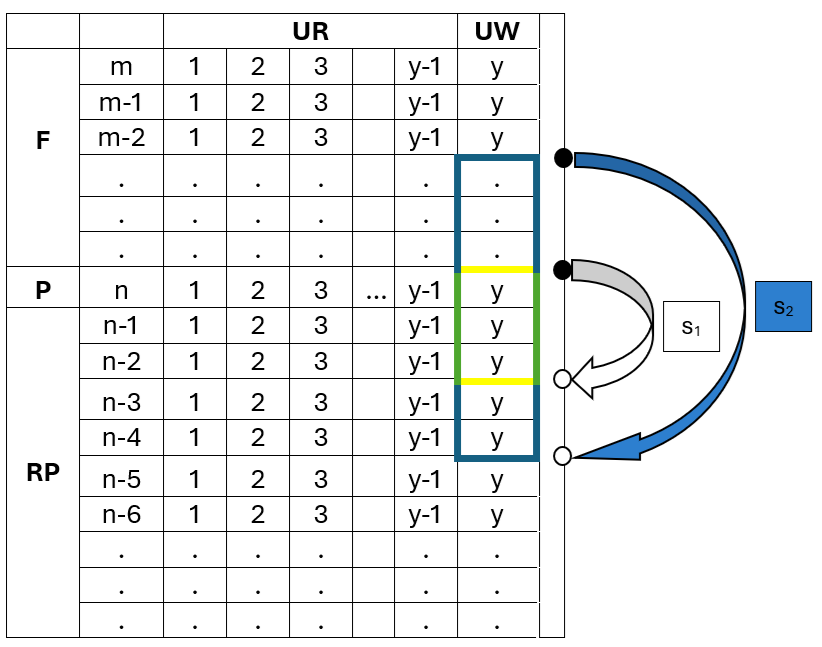 UR UW
m 1 2 3 y-1 y
m-1 1 2 3 y-1 y
F m-2 1 2 3 y-1 y
. . . . . .
. . . . . .
. . . . . .
P n 1 2 3 ... y-1 y
n-1 1 2 3 y-1 y
n-2 1 2 3 y-1 y
n-3 1 2 3 y-1 y
n-4 1 2 3 y-1 y
RP n-5 1 2 3 y-1 y
n-6 1 2 3 y-1 y
. . . . . .
. . . . . .
. . . . . .
s₁
s₂